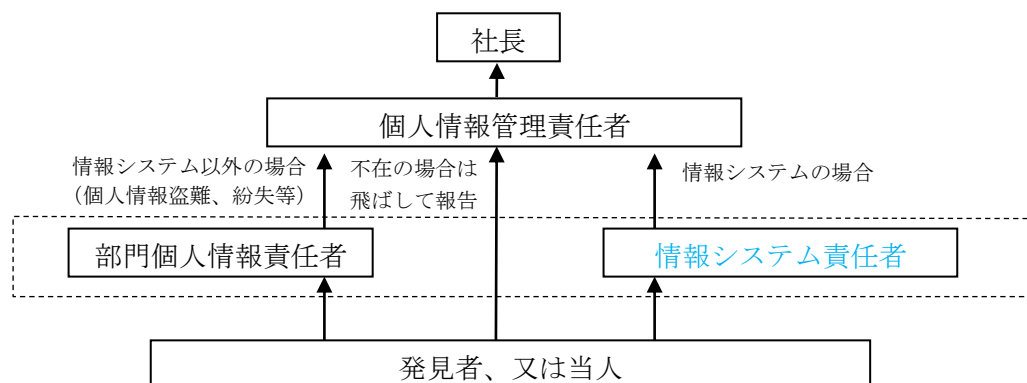 社長
個人情報管理責任者
情報システム以外の場合
（個人情報盗難、紛失等）
不在の場合は
飛ばして報告
情報システムの場合
部門個人情報責任者
情報システム責任者
発見者、又は当人